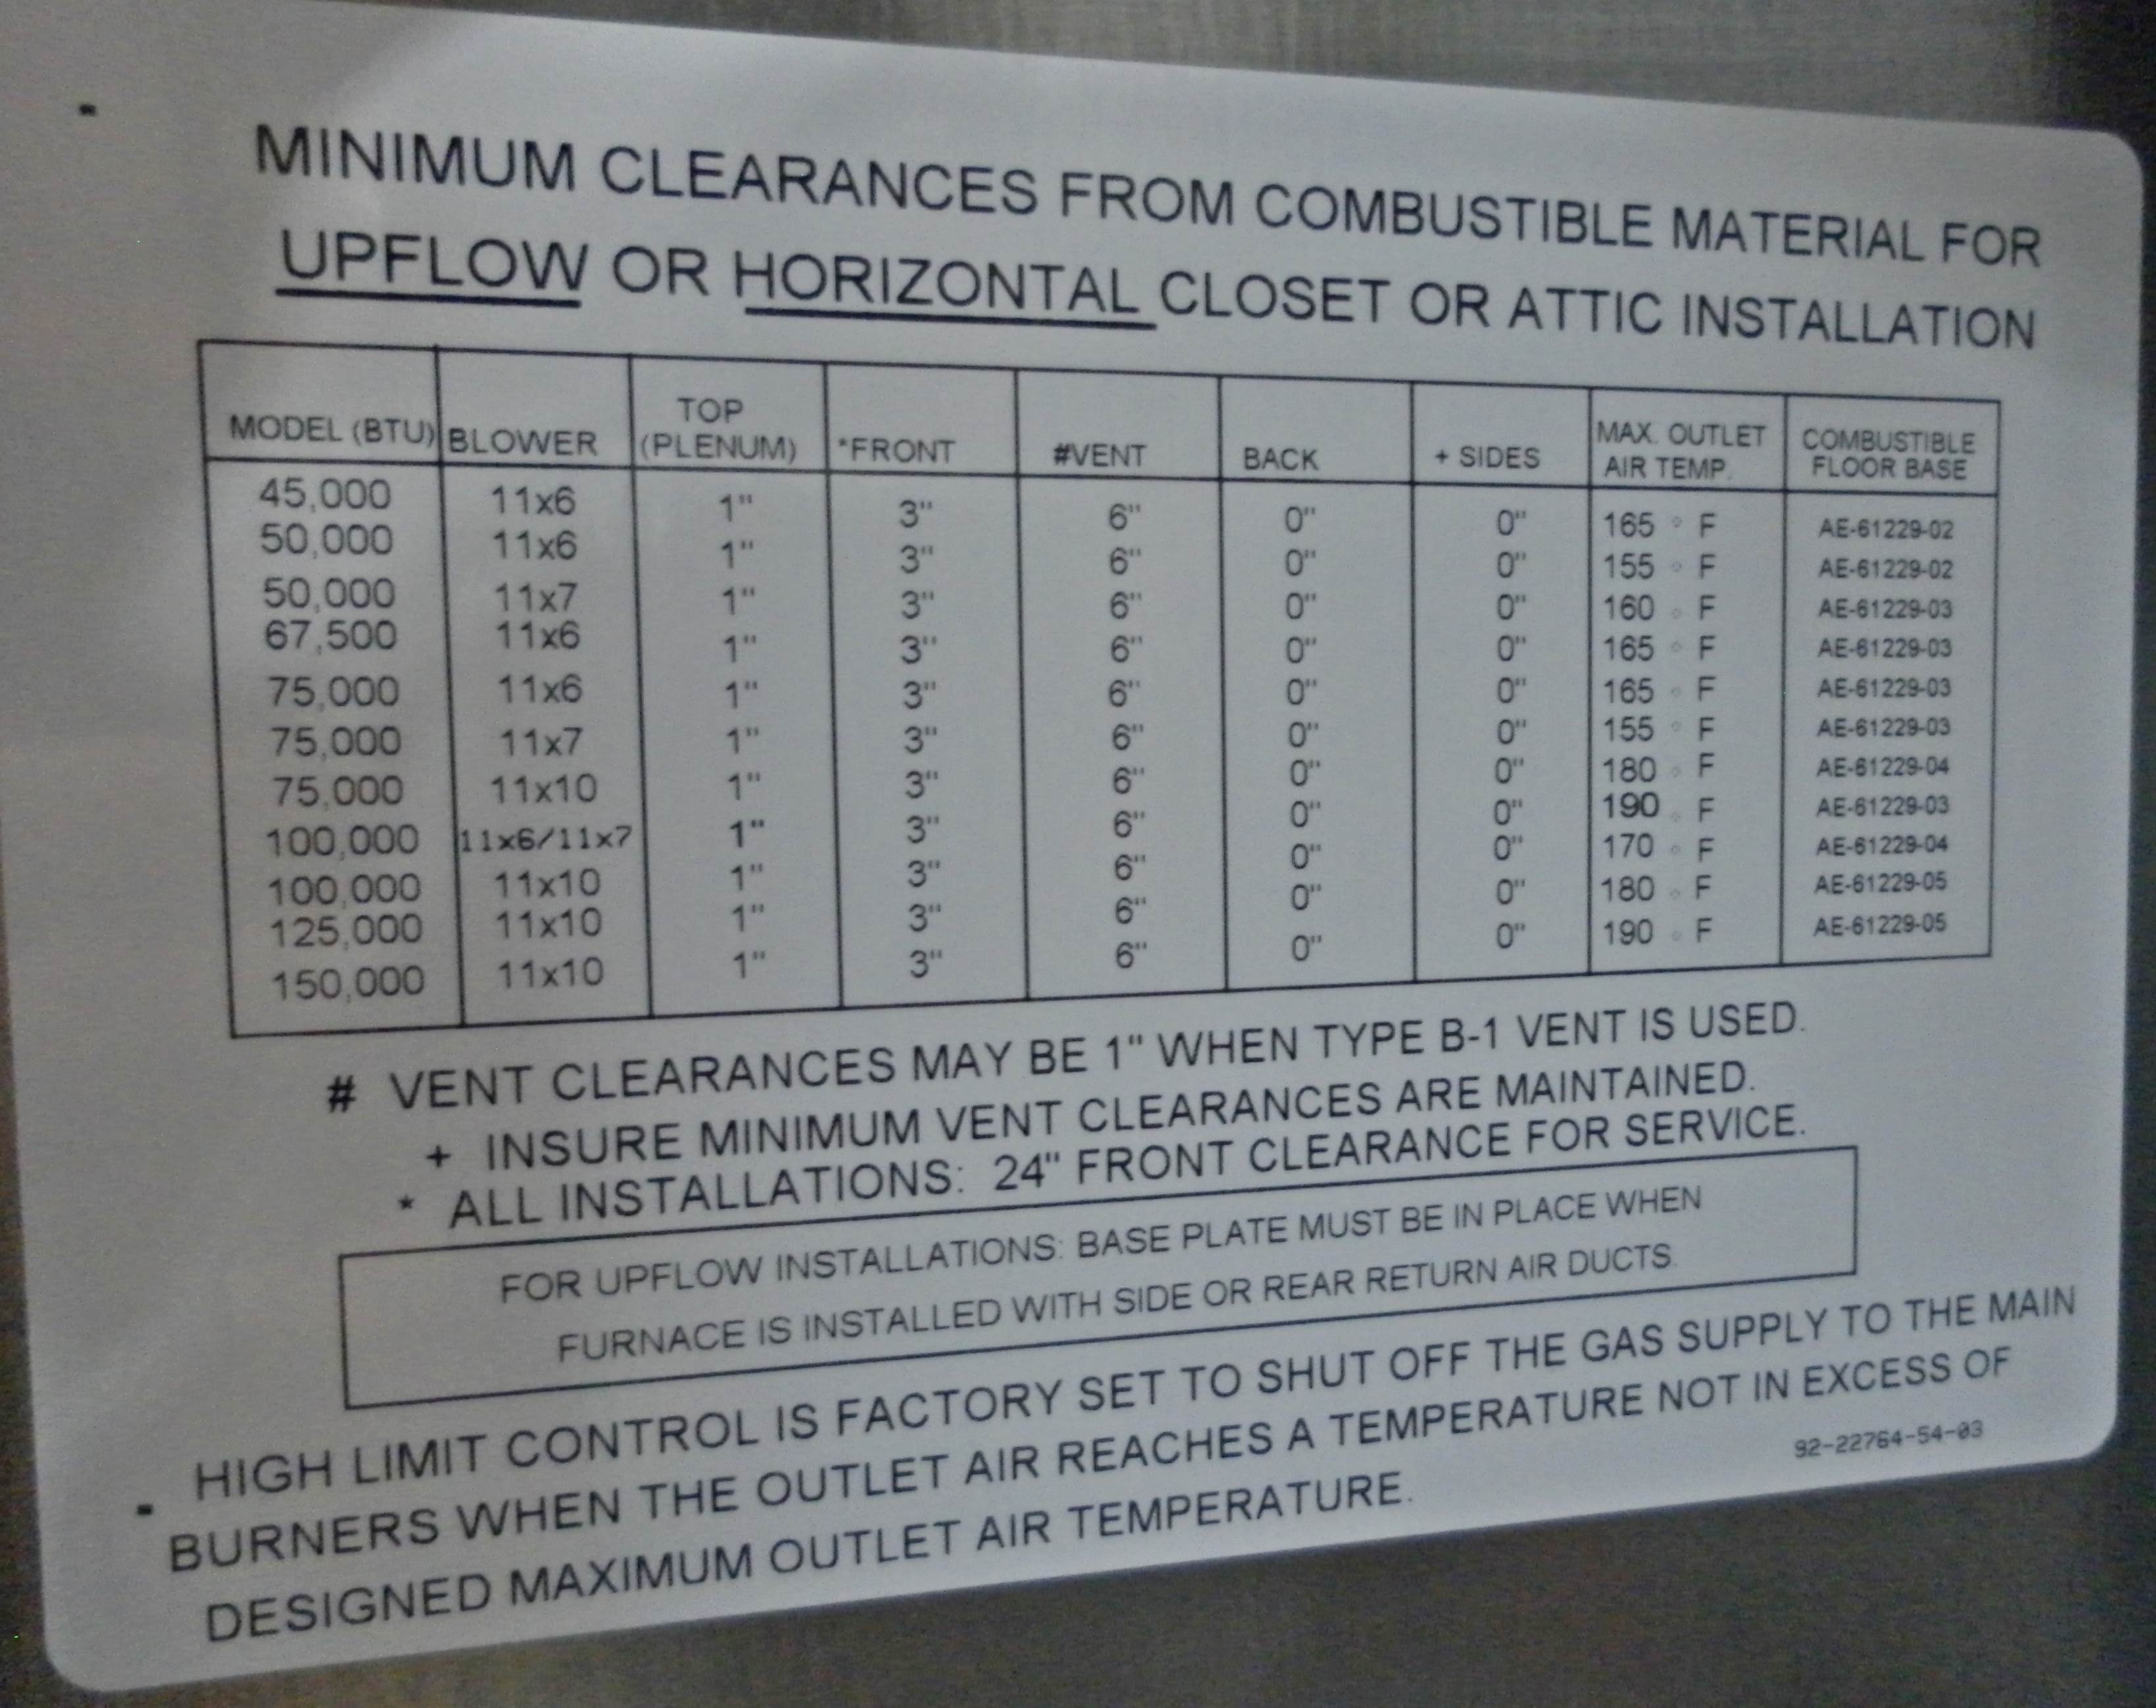 MINIMUM CLEARANCES FROM COMBUSTIBLE MATERIAL FOR
UPFLOW OR HORIZONTAL CLOSET OR ATTIC INSTALLATION
MODEL (BTU) BLOWER TOP (PLENUM) *FRONT #VENT BACK + SIDES MAX. OUTLET AIR TEMP. COMBUSTIBLE FLOOR BASE
45,000 11x6 1" 3" 6" 0" 0" 165 ° F AE-61229-02
50,000 11x6 1" 3" 6" 0" 0" 155 ° F AE-61229-02
50,000 11x7 1" 3" 6" 0" 0" 160 ° F AE-61229-03
67,500 11x6 1" 3" 6" 0" 0" 165 ° F AE-61229-03
75,000 11x6 1" 3" 6" 0" 0" 165 ° F AE-61229-03
75,000 11x7 1" 3" 6" 0" 0" 155 ° F AE-61229-03
75,000 11x10 1" 3" 6" 0" 0" 180 ° F AE-61229-04
100,000 11x6/11x7 1" 3" 6" 0" 0" 190 ° F AE-61229-03
100,000 11x10 1" 3" 6" 0" 0" 170 ° F AE-61229-04
125,000 11x10 1" 3" 6" 0" 0" 180 ° F AE-61229-05
150,000 11x10 1" 3" 6" 0" 0" 190 ° F AE-61229-05
# VENT CLEARANCES MAY BE 1" WHEN TYPE B-1 VENT IS USED.
+ INSURE MINIMUM VENT CLEARANCES ARE MAINTAINED.
* ALL INSTALLATIONS: 24" FRONT CLEARANCE FOR SERVICE.
FOR UPFLOW INSTALLATIONS: BASE PLATE MUST BE IN PLACE WHEN
FURNACE IS INSTALLED WITH SIDE OR REAR RETURN AIR DUCTS.
HIGH LIMIT CONTROL IS FACTORY SET TO SHUT OFF THE GAS SUPPLY TO THE MAIN
BURNERS WHEN THE OUTLET AIR REACHES A TEMPERATURE NOT IN EXCESS OF
DESIGNED MAXIMUM OUTLET AIR TEMPERATURE.
92-22764-54-03